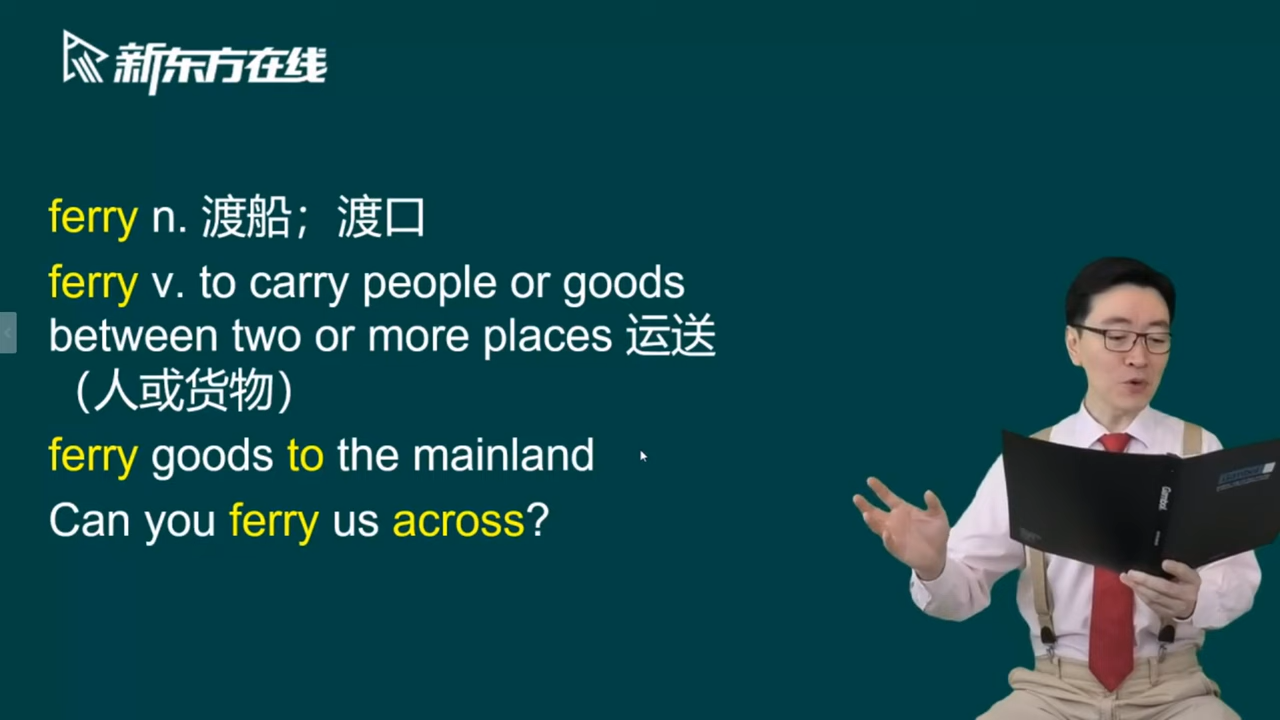 新东方在线
ferry n. 渡船；渡口
ferry v. to carry people or goods
between two or more places 运送
（人或货物）
ferry goods to the mainland
Can you ferry us across?